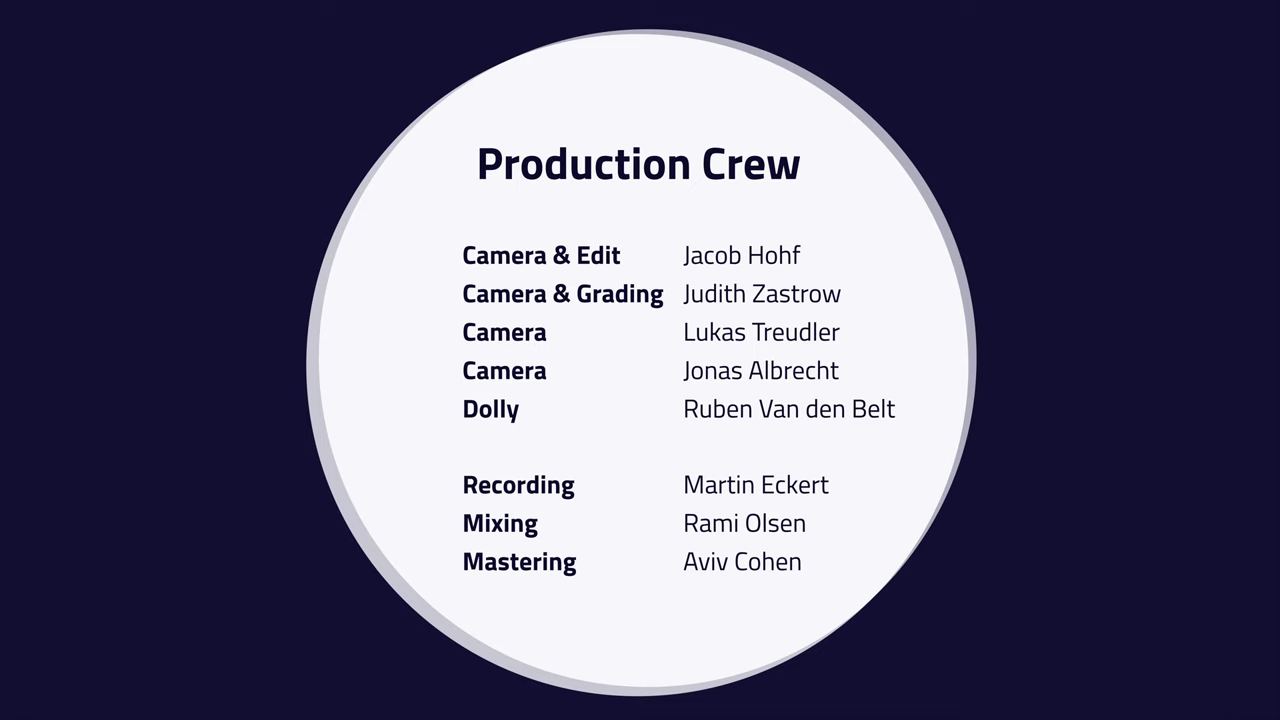 Production Crew
Camera & Edit Jacob Hohf
Camera & Grading Judith Zastrow
Camera Lukas Treudler
Camera Jonas Albrecht
Dolly Ruben Van den Belt
Recording Martin Eckert
Mixing Rami Olsen
Mastering Aviv Cohen